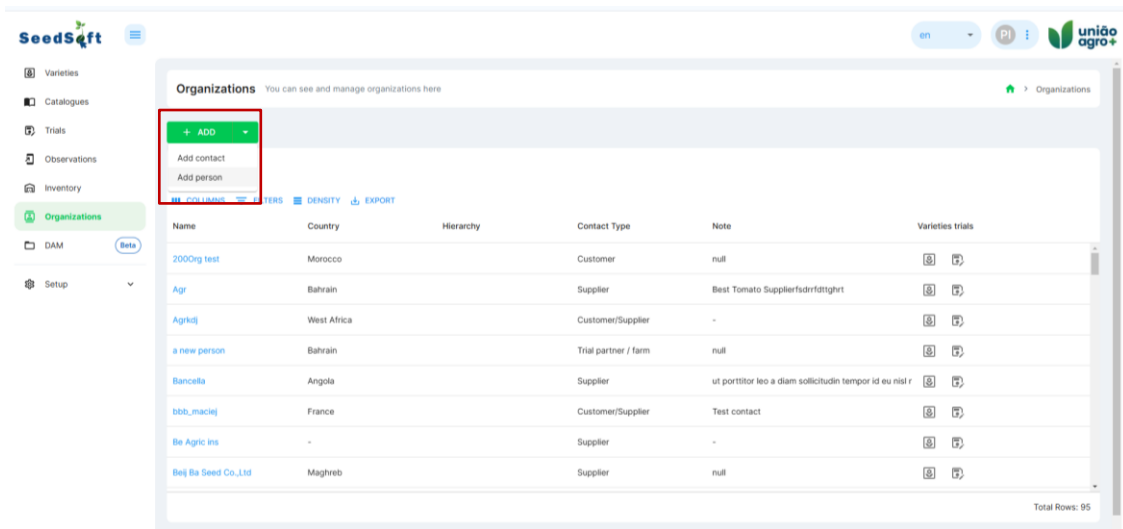 SeedSoft
en
PI
união
agro+
Varieties
Catalogues
Trials
Observations
Inventory
Organizations
DAM Beta
Setup
Organizations You can see and manage organizations here
> Organizations
+ ADD
Add contact
Add person
COLUMNS FILTERS DENSITY EXPORT
Name Country Hierarchy Contact Type Note Varieties trials
200Org test Morocco Customer null
Agr Bahrain Supplier Best Tomato Supplierfsdrrfdttghrt
Agrkdj West Africa Customer/Supplier -
a new person Bahrain Trial partner / farm null
Bancella Angola Supplier ut porttitor leo a diam sollicitudin tempor id eu nisl r
bbb_maciej France Customer/Supplier Test contact
Be Agric ins - Supplier -
Beij Ba Seed Co.,Ltd Maghreb Supplier null
Total Rows: 95